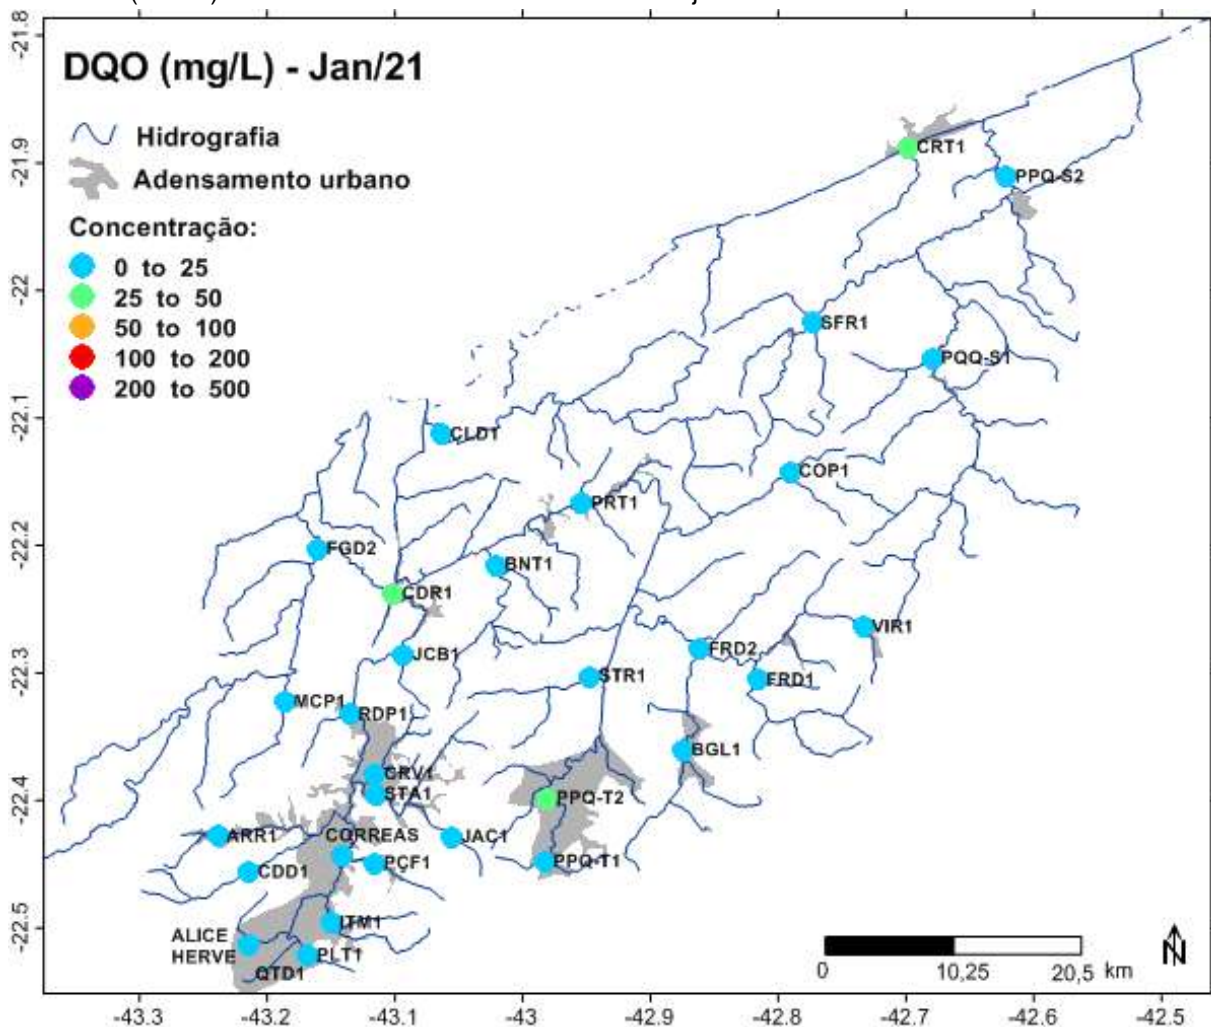 DQO (mg/L) - Jan/21
Hidrografia
Adensamento urbano
Concentração:
0 to 25
25 to 50
50 to 100
100 to 200
200 to 500
CRT1
PPQ-S2
SFR1
PQQ-S1
CLD1
COP1
PRT1
FGD2
BNT1
CDR1
VIR1
JCB1
FRD2
STR1
FRD1
MCP1
RDP1
BGL1
CRV1
STA1
PPQ-T2
ARR1
CORREAS
JAC1
CDD1
PÇF1
PPQ-T1
ITM1
ALICE
HERVE
PLT1
QTD1
N
0 10,25 20,5 km
-21.8
-21.9
-22
-22.1
-22.2
-22.3
-22.4
-22.5
-43.3 -43.2 -43.1 -43 -42.9 -42.8 -42.7 -42.6 -42.5